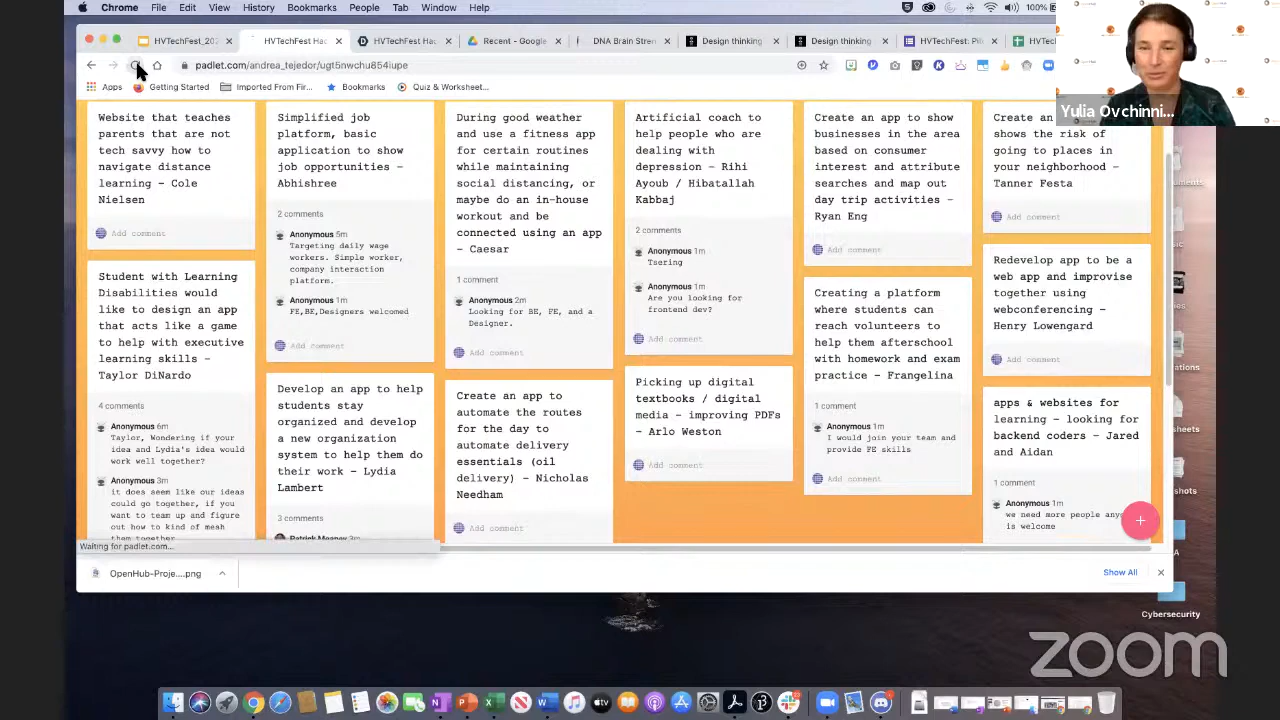 Chrome File Edit View History Bookmarks People Tab Window Help 100%
HVTechFest_202 HVTechFest Hac HvTechFest Hac Recent - Google DNA Brain Stren Design thinking Design thinking HVTechFest: Pile HVTec
padlet.com/andrea_tejedor/ugt5nwchu854iupe
Apps Getting Started Imported From Fir... Bookmarks Quiz & Worksheet...
Yulia Ovchinni...
Website that teaches
parents that are not
tech savvy how to
navigate distance
learning - Cole
Nielsen
Add comment
Student with Learning
Disabilities would
like to design an app
that acts like a game
to help with executive
learning skills -
Taylor DiNardo
4 comments
Anonymous 6m
Taylor, Wondering if your
idea and Lydia's idea would
work well together?
Anonymous 3m
it does seem like our ideas
could go together, if you
want to team up and figure
out how to kind of mesh
them together
Simplified job
platform, basic
application to show
job opportunities -
Abhishree
2 comments
Anonymous 5m
Targeting daily wage
workers. Simple worker,
company interaction
platform.
Anonymous 1m
FE,BE,Designers welcomed
Add comment
Develop an app to help
students stay
organized and develop
a new organization
system to help them do
their work - Lydia
Lambert
3 comments
Patrick Meaney 3m
During good weather
and use a fitness app
for certain routines
while maintaining
social distancing, or
maybe do an in-house
workout and be
connected using an app
- Caesar
1 comment
Anonymous 2m
Looking for BE, FE, and a
Designer.
Add comment
Create an app to
automate the routes
for the day to
automate delivery
essentials (oil
delivery) - Nicholas
Needham
Add comment
Artificial coach to
help people who are
dealing with
depression - Rihi
Ayoub / Hibatallah
Kabbaj
2 comments
Anonymous 1m
Tsering
Anonymous 1m
Are you looking for
frontend dev?
Add comment
Picking up digital
textbooks / digital
media - improving PDFs
- Arlo Weston
Add comment
Create an app to show
businesses in the area
based on consumer
interest and attribute
searches and map out
day trip activities -
Ryan Eng
Add comment
Creating a platform
where students can
reach volunteers to
help them afterschool
with homework and exam
practice - Frangelina
1 comment
Anonymous 1m
I would join your team and
provide FE skills
Add comment
Create an
shows the risk of
going to places in
your neighborhood -
Tanner Festa
Add comment
Redevelop app to be a
web app and improvise
together using
webconferencing -
Henry Lowengard
Add comment
apps & websites for
learning - looking for
backend coders - Jared
and Aidan
1 comment
Anonymous 1m
we need more people
is welcome
Waiting for padlet.com...
OpenHub-Proje....png
Show All
Cybersecurity
zoom